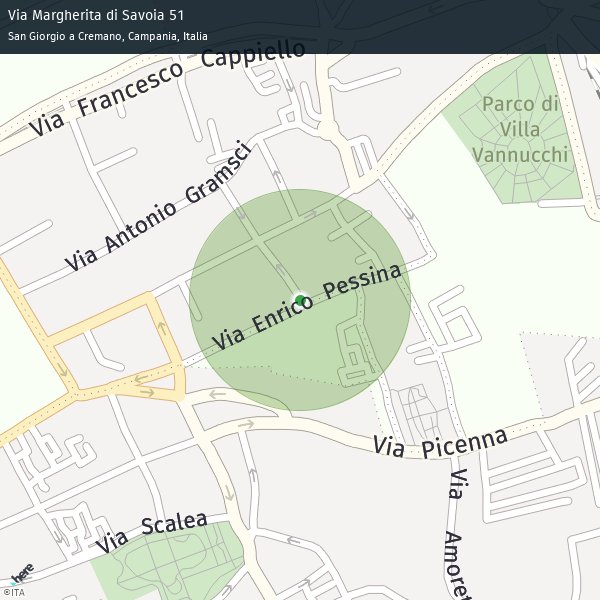 Via Margherita di Savoia 51
San Giorgio a Cremano, Campania, Italia
Via Francesco Cappiello
Parco di
Villa
Vannucchi
Via Antonio Gramsci
Via Enrico Pessina
Via Picenna
Via Scalea
Via Amoret
here
©ITA